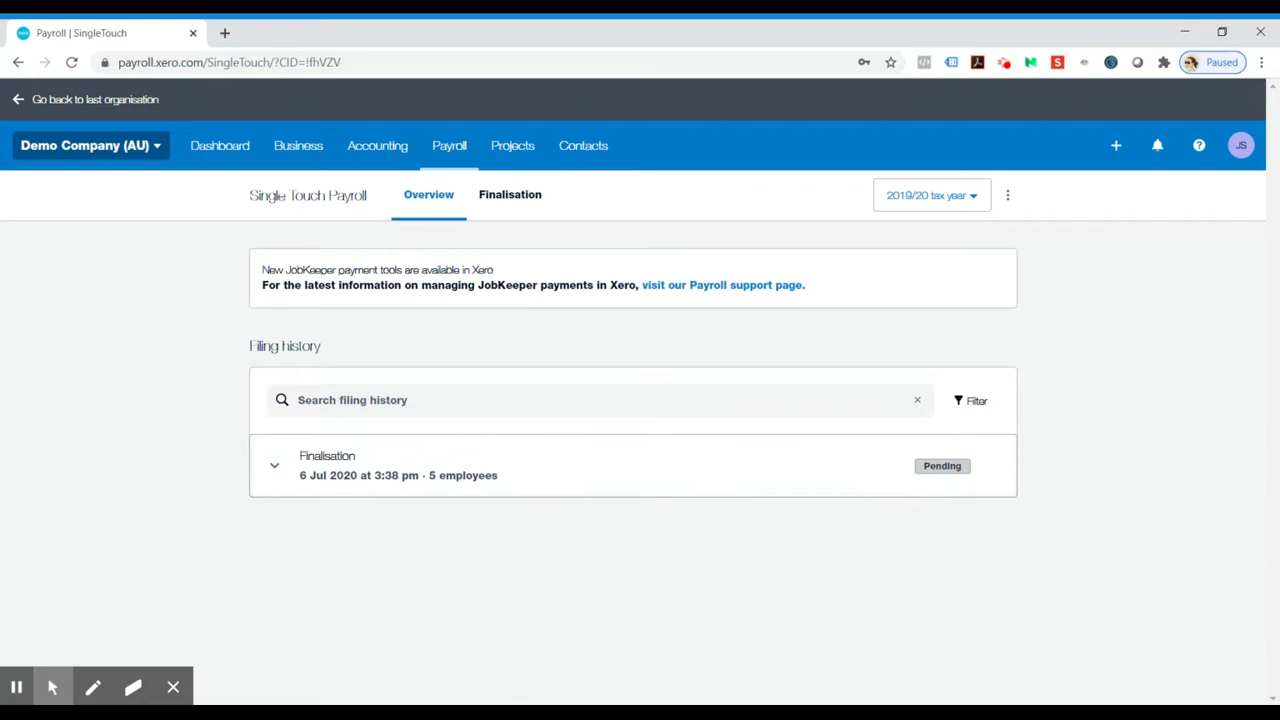 Payroll | SingleTouch
payroll.xero.com/SingleTouch/?CID=!fhVZV
Paused
Go back to last organisation
Demo Company (AU)
Dashboard
Business
Accounting
Payroll
Projects
Contacts
JS
Single Touch Payroll
Overview
Finalisation
2019/20 tax year
New JobKeeper payment tools are available in Xero
For the latest information on managing JobKeeper payments in Xero, visit our Payroll support page.
Filing history
Search filing history
Filter
Finalisation
6 Jul 2020 at 3:38 pm · 5 employees
Pending